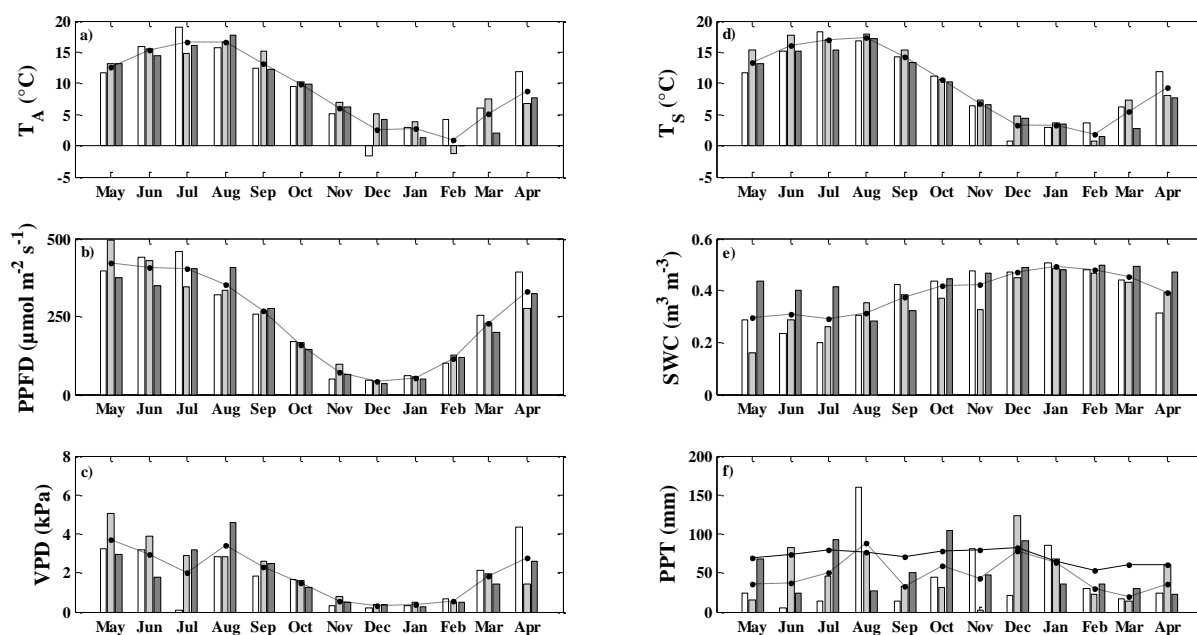 a)
T_A (°C)
20
15
10
5
0
-5
May Jun Jul Aug Sep Oct Nov Dec Jan Feb Mar Apr
d)
T_S (°C)
20
15
10
5
0
-5
May Jun Jul Aug Sep Oct Nov Dec Jan Feb Mar Apr
b)
PPFD (µmol m⁻² s⁻¹)
500
250
0
May Jun Jul Aug Sep Oct Nov Dec Jan Feb Mar Apr
e)
SWC (m³ m⁻³)
0.6
0.4
0.2
0
May Jun Jul Aug Sep Oct Nov Dec Jan Feb Mar Apr
c)
VPD (kPa)
8
6
4
2
0
May Jun Jul Aug Sep Oct Nov Dec Jan Feb Mar Apr
f)
PPT (mm)
200
150
100
50
0
May Jun Jul Aug Sep Oct Nov Dec Jan Feb Mar Apr